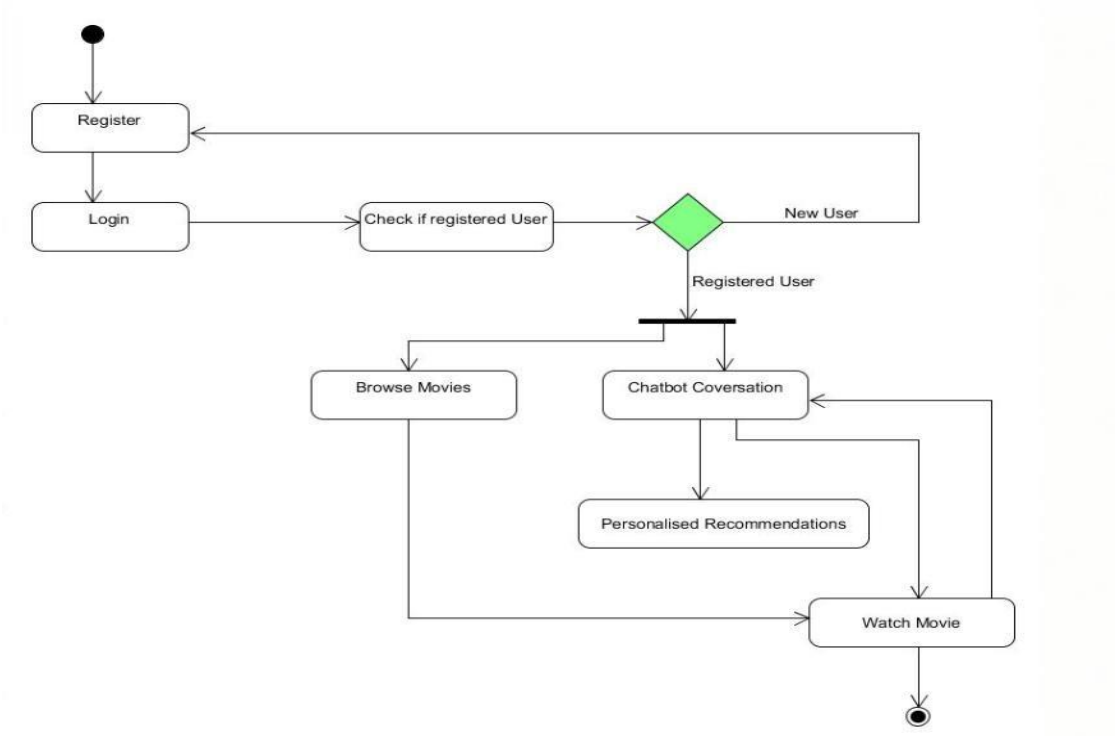 Register
Login
Check if registered User
New User
Registered User
Browse Movies
Chatbot Coversation
Personalised Recommendations
Watch Movie